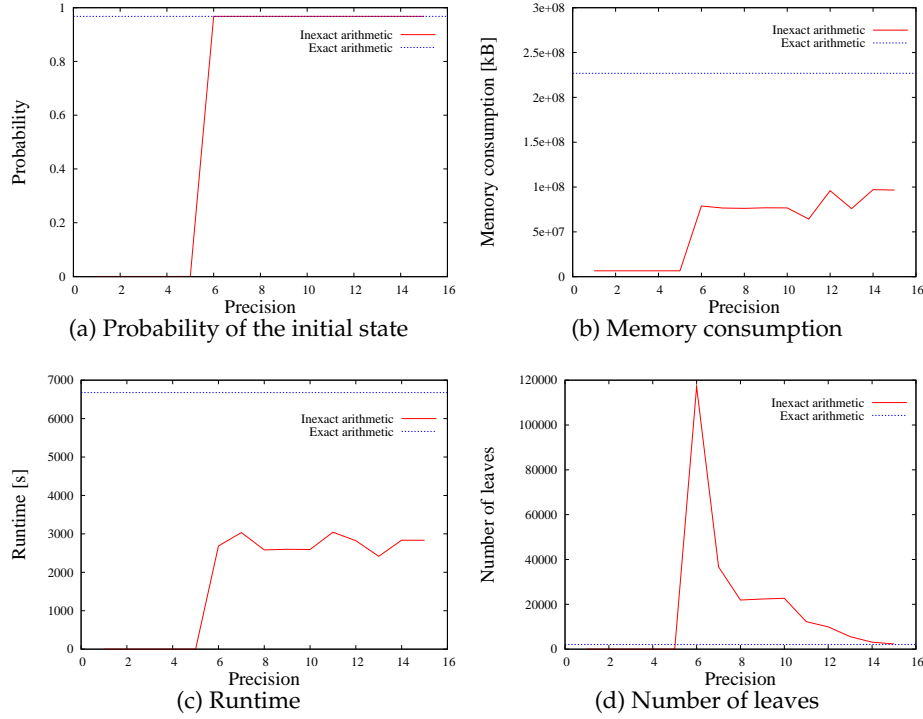 1
0.8
0.6
0.4
0.2
0
Probability
Inexact arithmetic
Exact arithmetic
0 2 4 6 8 10 12 14 16
Precision
(a) Probability of the initial state
3e+08
2.5e+08
2e+08
1.5e+08
1e+08
5e+07
0
Memory consumption [kB]
Inexact arithmetic
Exact arithmetic
0 2 4 6 8 10 12 14 16
Precision
(b) Memory consumption
7000
6000
5000
4000
3000
2000
1000
0
Runtime [s]
Inexact arithmetic
Exact arithmetic
0 2 4 6 8 10 12 14 16
Precision
(c) Runtime
120000
100000
80000
60000
40000
20000
0
Number of leaves
Inexact arithmetic
Exact arithmetic
0 2 4 6 8 10 12 14 16
Precision
(d) Number of leaves